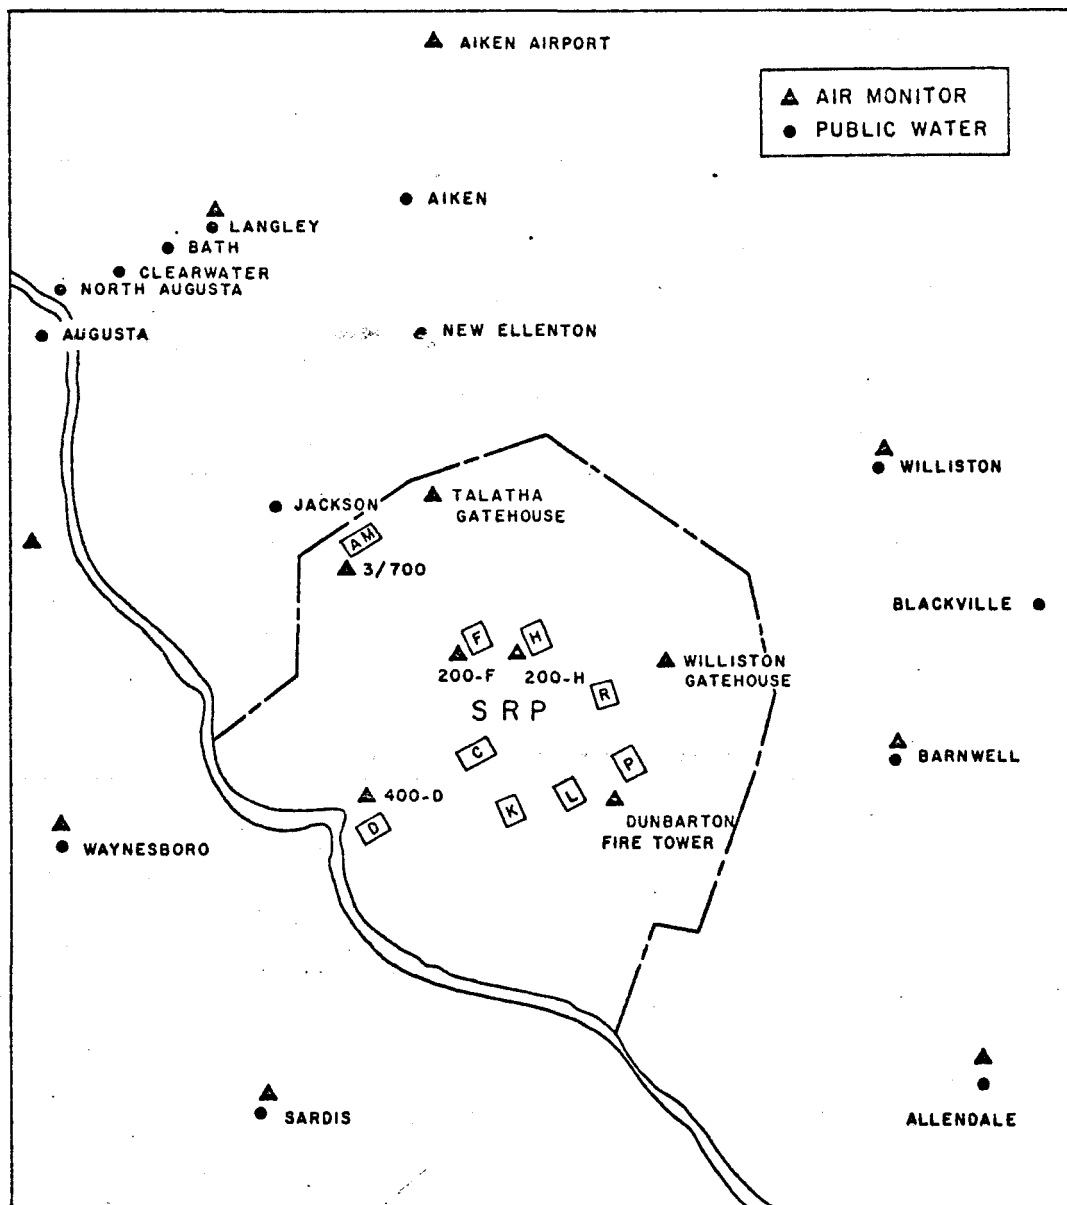 AIKEN AIRPORT
AIR MONITOR
PUBLIC WATER
AIKEN
LANGLEY
BATH
CLEARWATER
NORTH AUGUSTA
AUGUSTA
NEW ELLENTON
WILLISTON
JACKSON
TALATHA
GATEHOUSE
AM
3/700
BLACKVILLE
F
H
200-F
200-H
WILLISTON
GATEHOUSE
R
SRP
C
BARNWELL
P
400-D
L
K
D
DUNBARTON
FIRE TOWER
WAYNESBORO
SARDIS
ALLENDALE